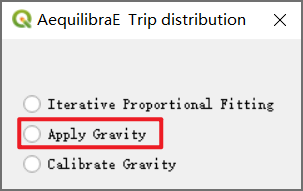 AequilibraE Trip distribution
Iterative Proportional Fitting
Apply Gravity
Calibrate Gravity